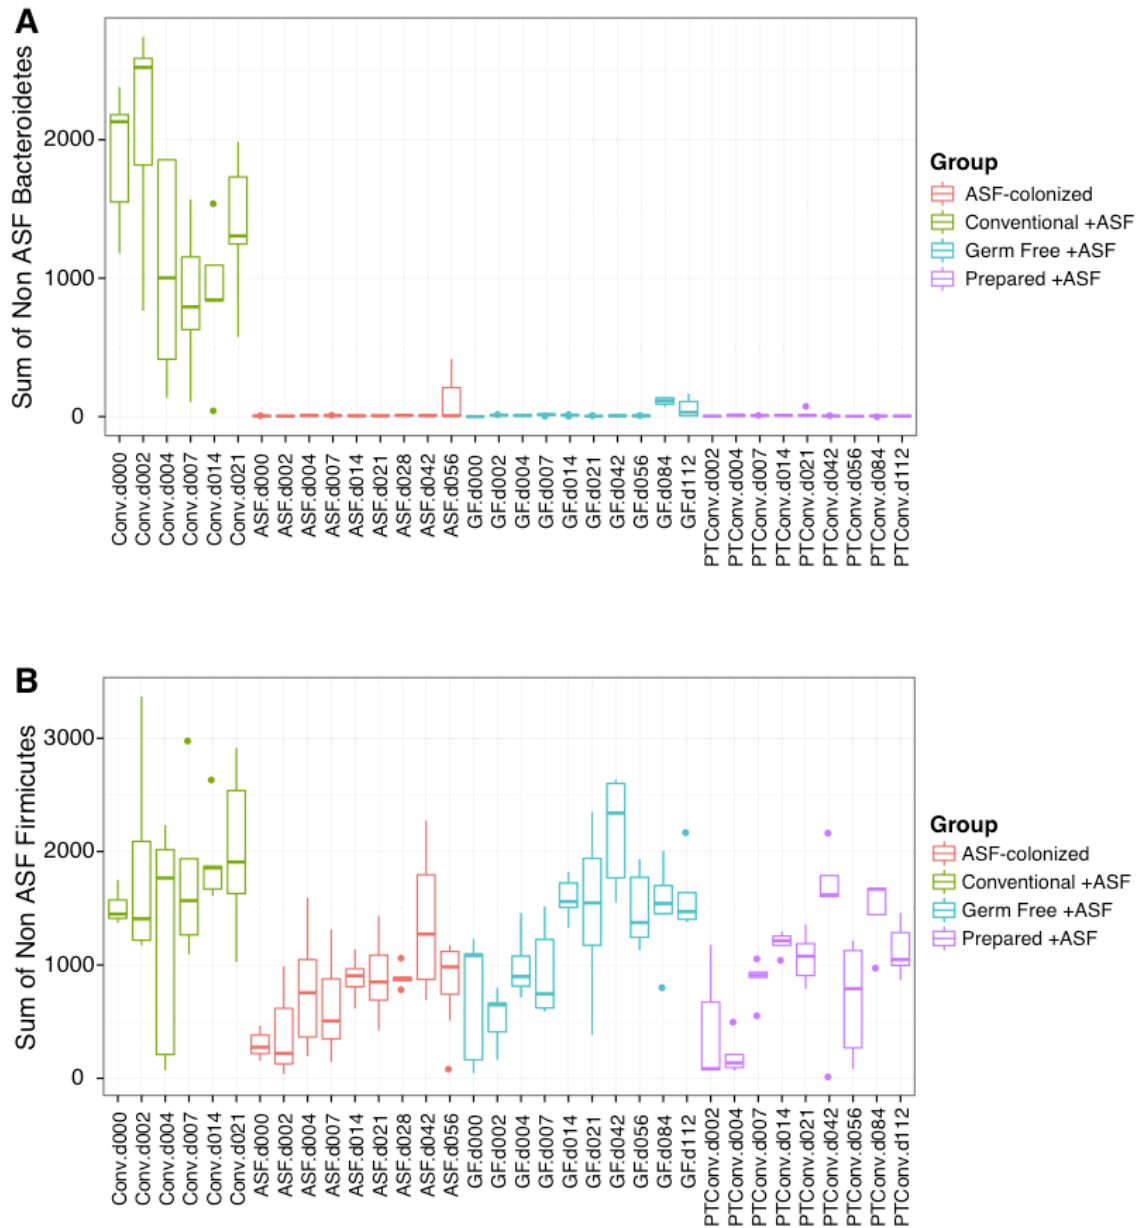 A
Sum of Non ASF Bacteroidetes
2000
1000
0
Conv.d000
Conv.d002
Conv.d004
Conv.d007
Conv.d014
Conv.d021
ASF.d000
ASF.d002
ASF.d004
ASF.d007
ASF.d014
ASF.d021
ASF.d028
ASF.d042
ASF.d056
GF.d000
GF.d002
GF.d004
GF.d007
GF.d014
GF.d021
GF.d042
GF.d056
GF.d084
GF.d112
PTConv.d002
PTConv.d004
PTConv.d007
PTConv.d014
PTConv.d021
PTConv.d042
PTConv.d056
PTConv.d084
PTConv.d112
Group
ASF-colonized
Conventional +ASF
Germ Free +ASF
Prepared +ASF
B
Sum of Non ASF Firmicutes
3000
2000
1000
0
Conv.d000
Conv.d002
Conv.d004
Conv.d007
Conv.d014
Conv.d021
ASF.d000
ASF.d002
ASF.d004
ASF.d007
ASF.d014
ASF.d021
ASF.d028
ASF.d042
ASF.d056
GF.d000
GF.d002
GF.d004
GF.d007
GF.d014
GF.d021
GF.d042
GF.d056
GF.d084
GF.d112
PTConv.d002
PTConv.d004
PTConv.d007
PTConv.d014
PTConv.d021
PTConv.d042
PTConv.d056
PTConv.d084
PTConv.d112
Group
ASF-colonized
Conventional +ASF
Germ Free +ASF
Prepared +ASF